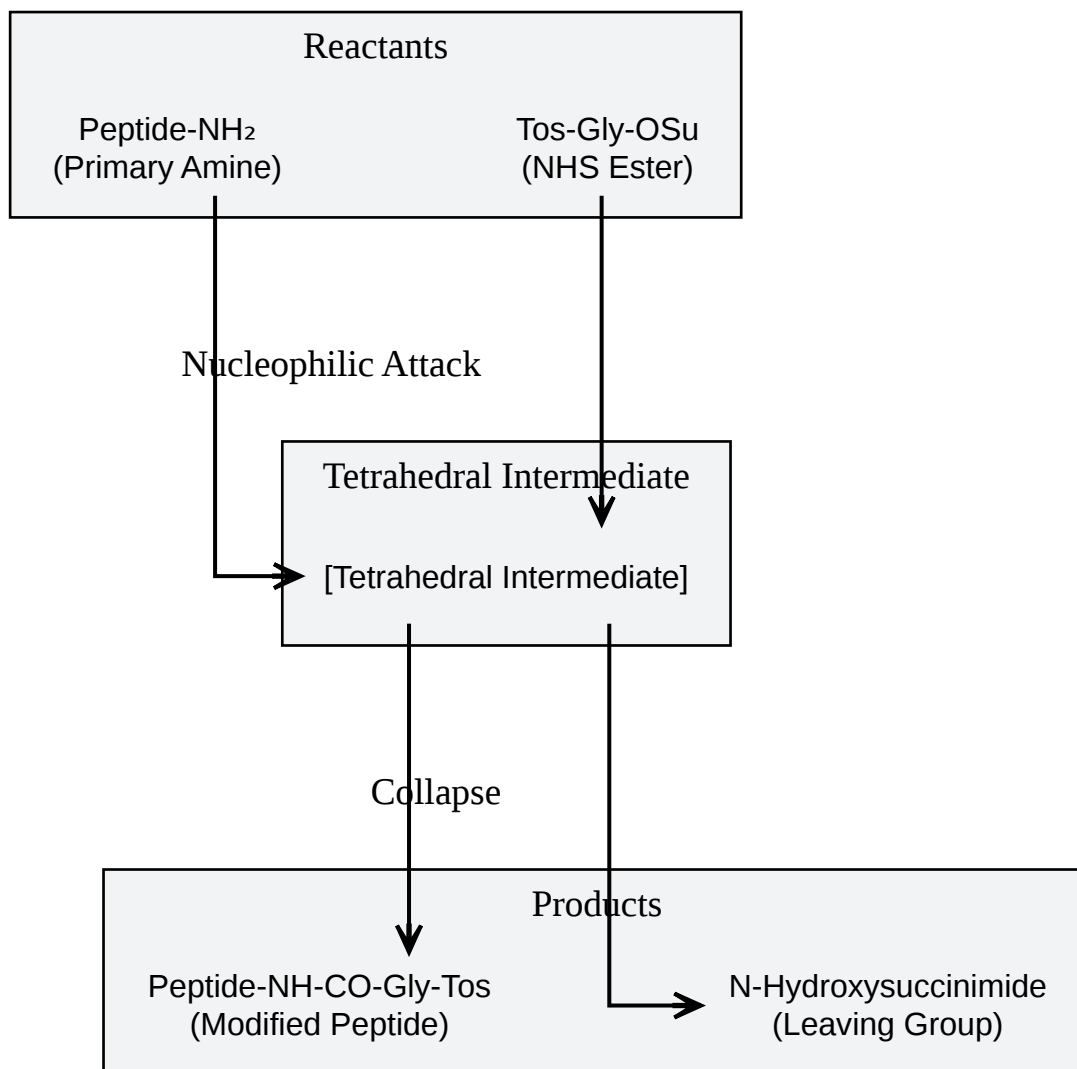 Reactants
Peptide-NH₂
(Primary Amine)
Tos-Gly-OSu
(NHS Ester)
Nucleophilic Attack
Tetrahedral Intermediate
[Tetrahedral Intermediate]
Collapse
Products
Peptide-NH-CO-Gly-Tos
(Modified Peptide)
N-Hydroxysuccinimide
(Leaving Group)